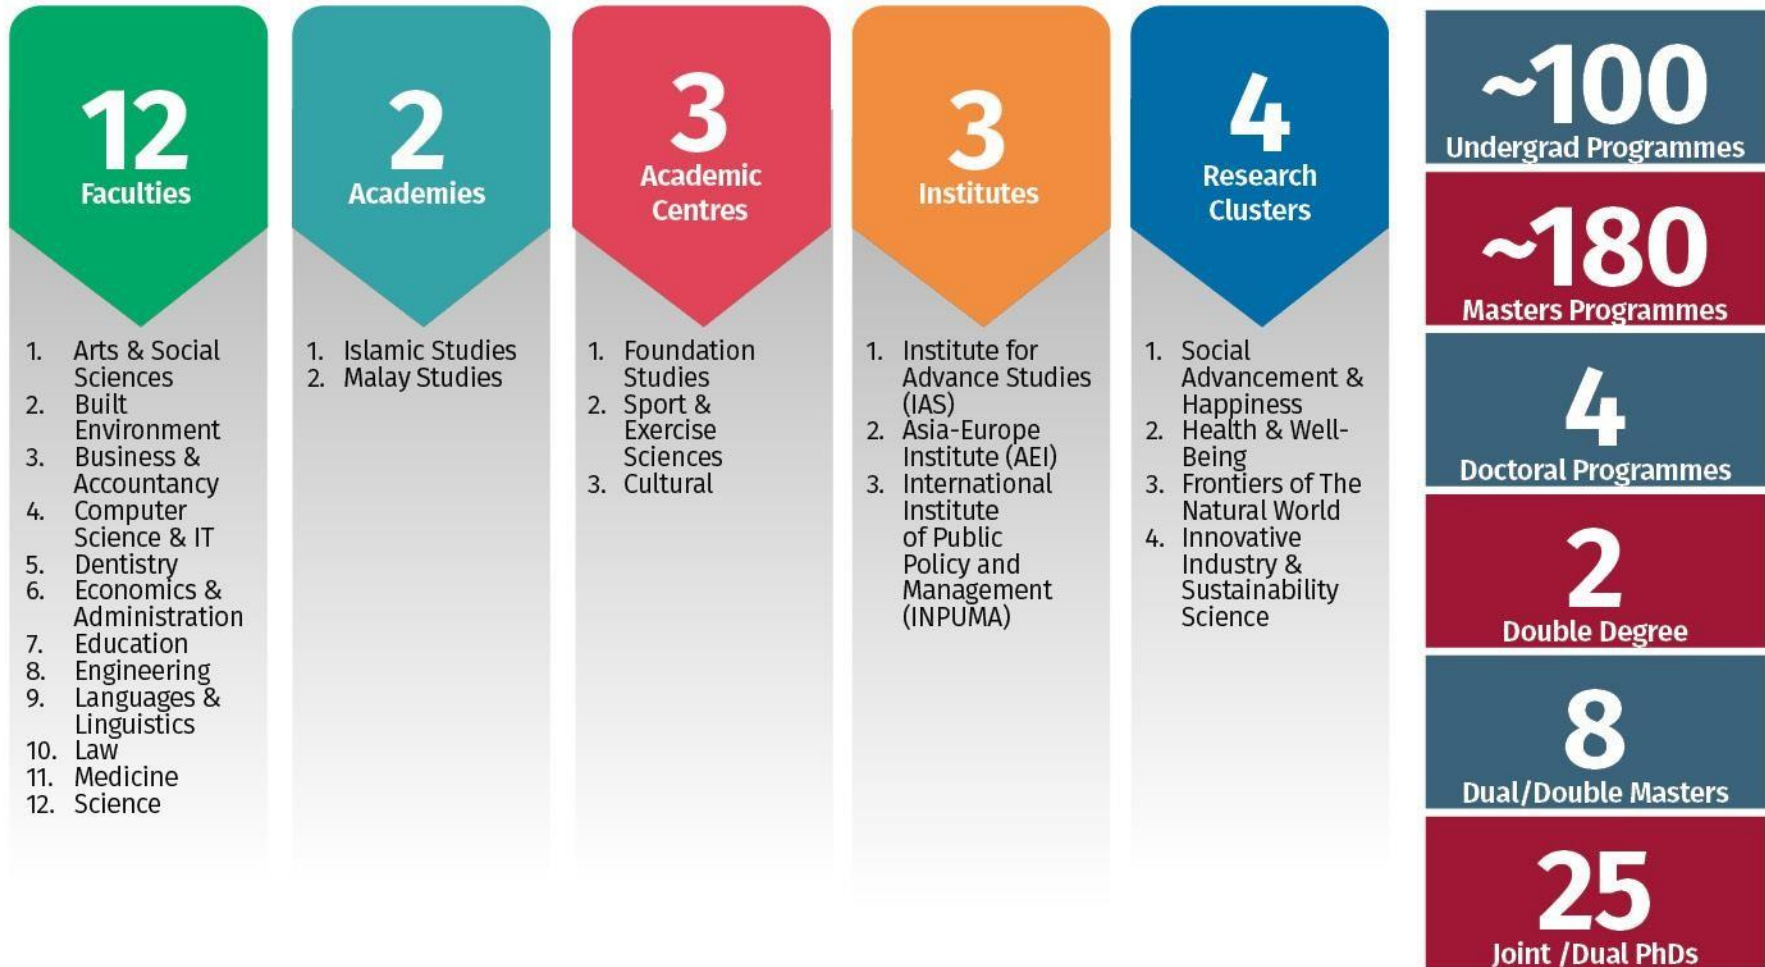 12
Faculties
1. Arts & Social
Sciences
2. Built
Environment
3. Business &
Accountancy
4. Computer
Science & IT
5. Dentistry
6. Economics &
Administration
7. Education
8. Engineering
9. Languages &
Linguistics
10. Law
11. Medicine
12. Science
2
Academies
1. Islamic Studies
2. Malay Studies
3
Academic
Centres
1. Foundation
Studies
2. Sport &
Exercise
Sciences
3. Cultural
3
Institutes
1. Institute for
Advance Studies
(IAS)
2. Asia-Europe
Institute (AEI)
3. International
Institute
of Public
Policy and
Management
(INPUMA)
4
Research
Clusters
1. Social
Advancement &
Happiness
2. Health & Well-
Being
3. Frontiers of The
Natural World
4. Innovative
Industry &
Sustainability
Science
~100
Undergrad Programmes
~180
Masters Programmes
4
Doctoral Programmes
2
Double Degree
8
Dual/Double Masters
25
Joint /Dual PhDs